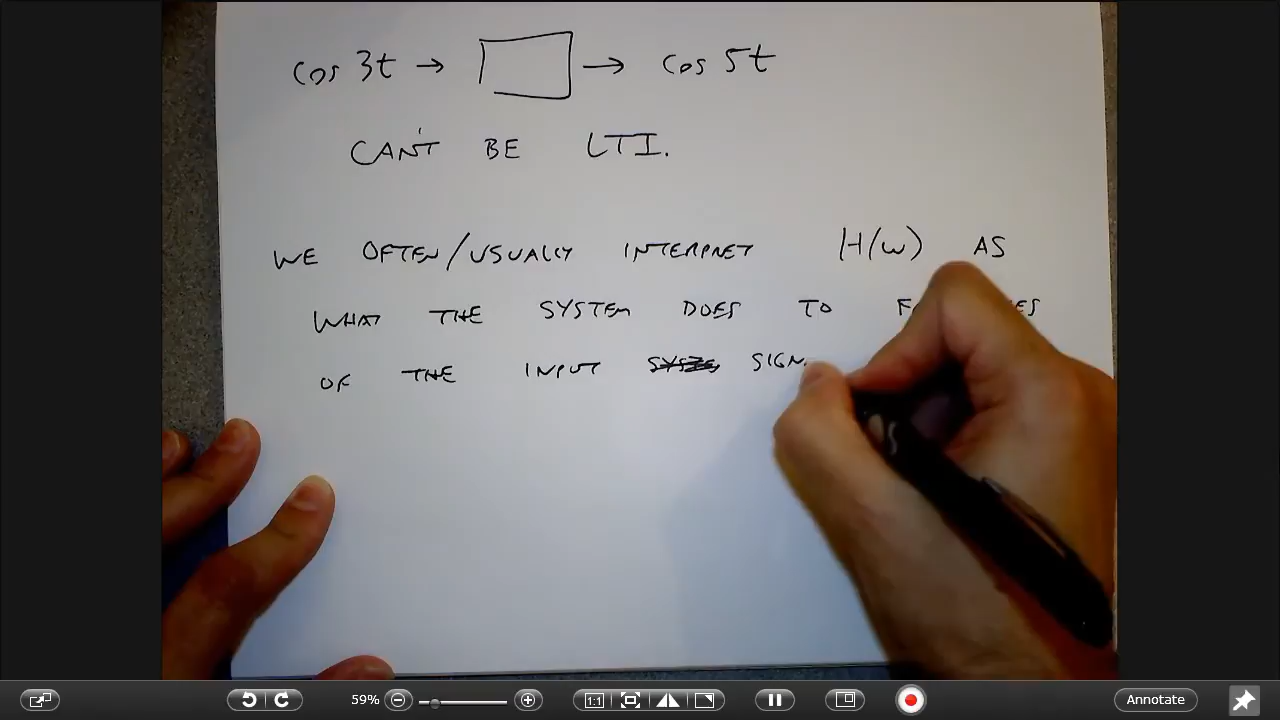 cos 3t → → cos 5t
CAN'T BE LTI.
WE OFTEN/USUALLY INTERPRET H(ω) AS
WHAT THE SYSTEM DOES TO
OF THE INPUT SIGN
59% 1:1 Annotate